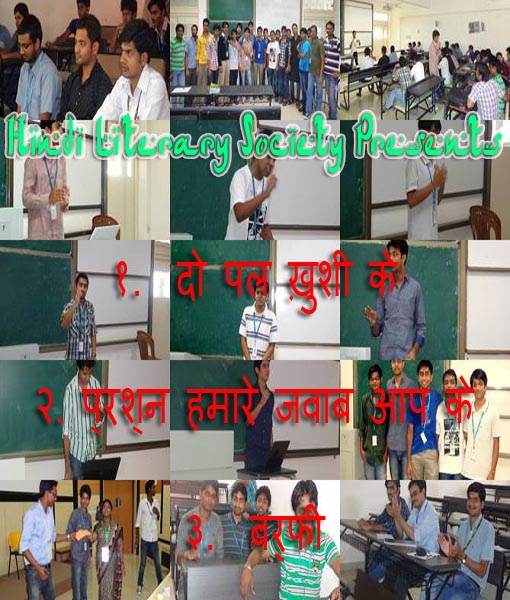 Hindi Literary Society Presents
१. दो पल ख़ुशी के
२. प्रश्न हमारे जवाब आप के
३. बरफी